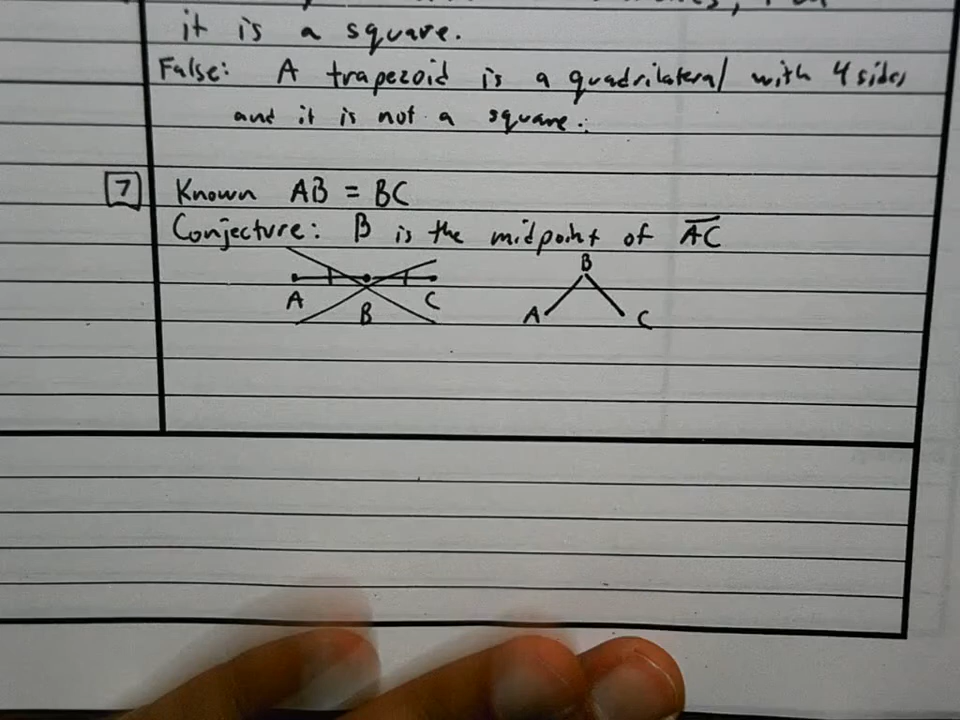 it is a square.
False: A trapezoid is a quadrilateral with 4 sides
and it is not a square.
7 Known AB = BC
Conjecture: B is the midpoint of A̅C̅
B
A B C A C